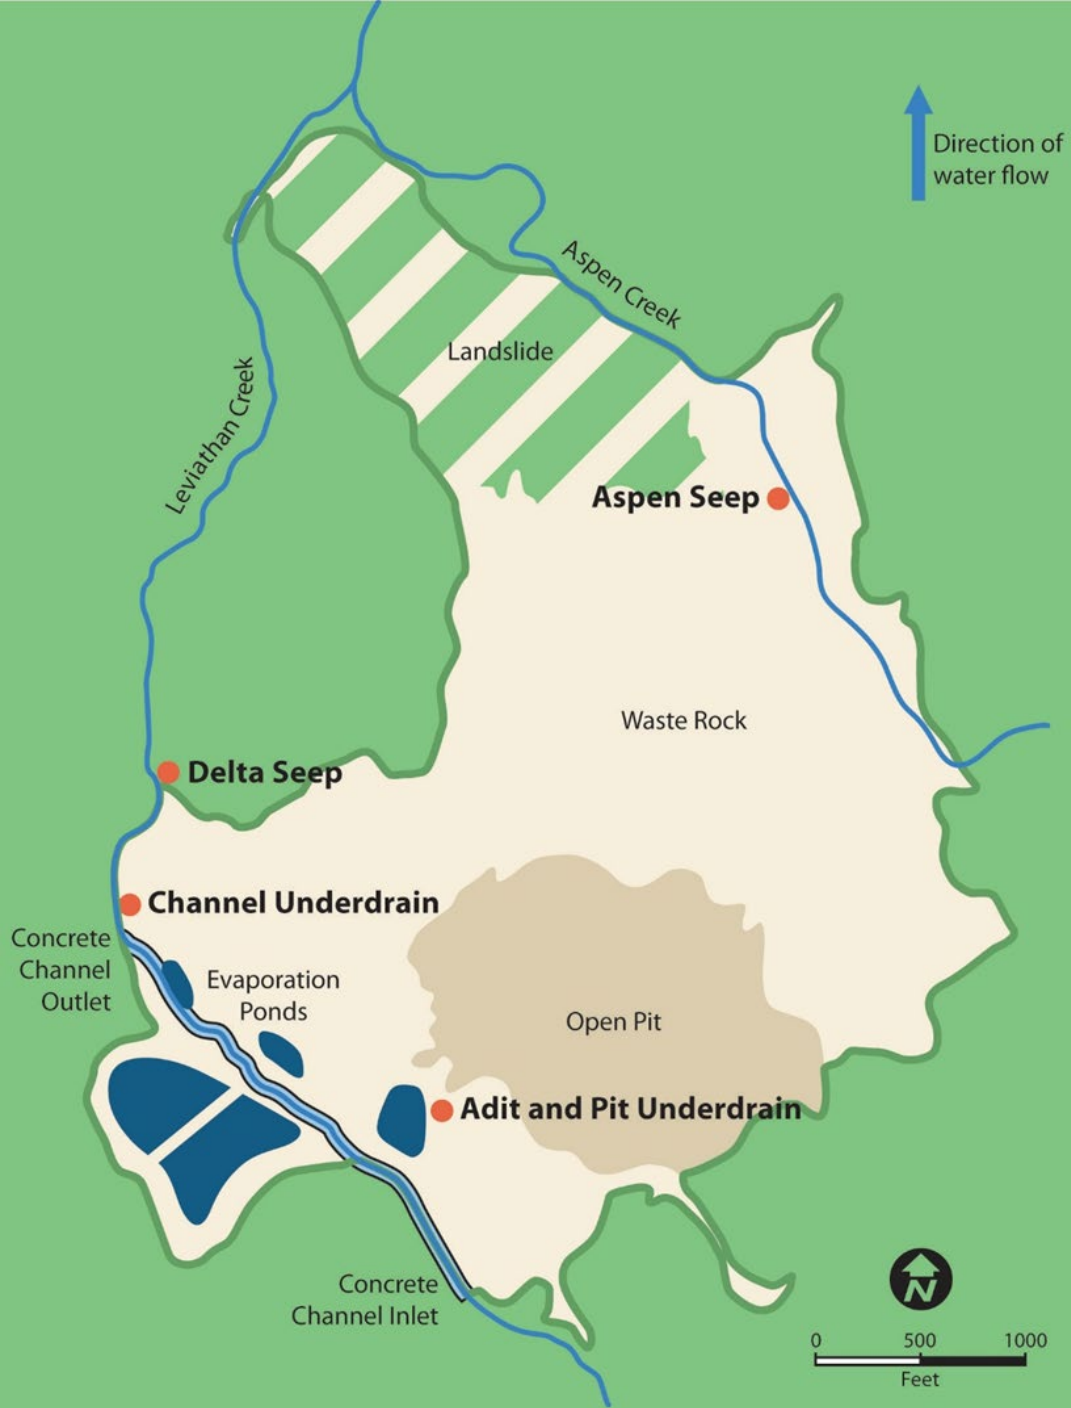 Direction of
water flow
Aspen Creek
Landslide
Leviathan Creek
Aspen Seep
Waste Rock
Delta Seep
Channel Underdrain
Concrete
Channel
Outlet
Evaporation
Ponds
Open Pit
Adit and Pit Underdrain
Concrete
Channel Inlet
N
0 500 1000
Feet